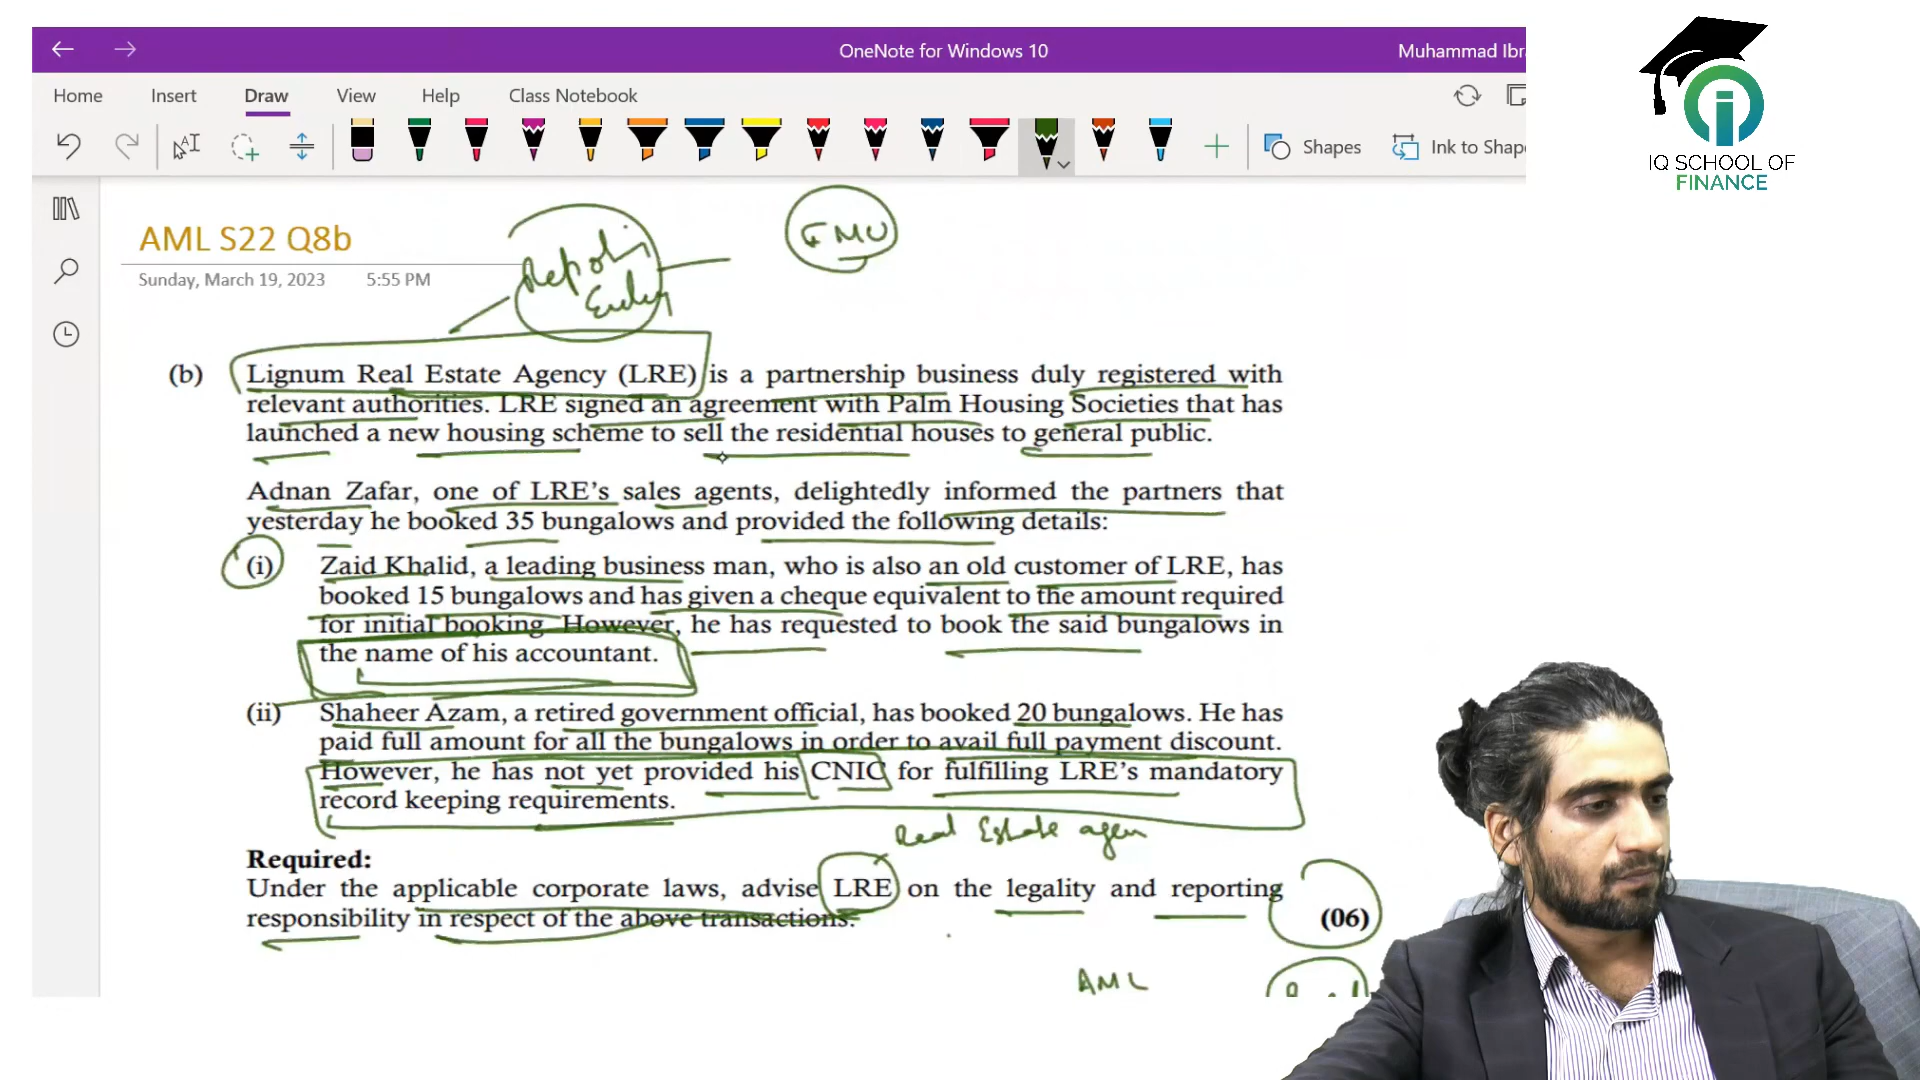 OneNote for Windows 10
Muhammad Ibr
Home Insert Draw View Help Class Notebook
Shapes
Ink to Shap
IQ SCHOOL OF
FINANCE
AML S22 Q8b
Sunday, March 19, 2023 5:55 PM
FMU
(b) Lignum Real Estate Agency (LRE) is a partnership business duly registered with
relevant authorities. LRE signed an agreement with Palm Housing Societies that has
launched a new housing scheme to sell the residential houses to general public.
Adnan Zafar, one of LRE's sales agents, delightedly informed the partners that
yesterday he booked 35 bungalows and provided the following details:
(i) Zaid Khalid, a leading business man, who is also an old customer of LRE, has
booked 15 bungalows and has given a cheque equivalent to the amount required
for initial booking. However, he has requested to book the said bungalows in
the name of his accountant.
(ii) Shaheer Azam, a retired government official, has booked 20 bungalows. He has
paid full amount for all the bungalows in order to avail full payment discount.
However, he has not yet provided his CNIC for fulfilling LRE's mandatory
record keeping requirements.
Real Estate agen
Required:
Under the applicable corporate laws, advise LRE on the legality and reporting
responsibility in respect of the above transactions. (06)
AML